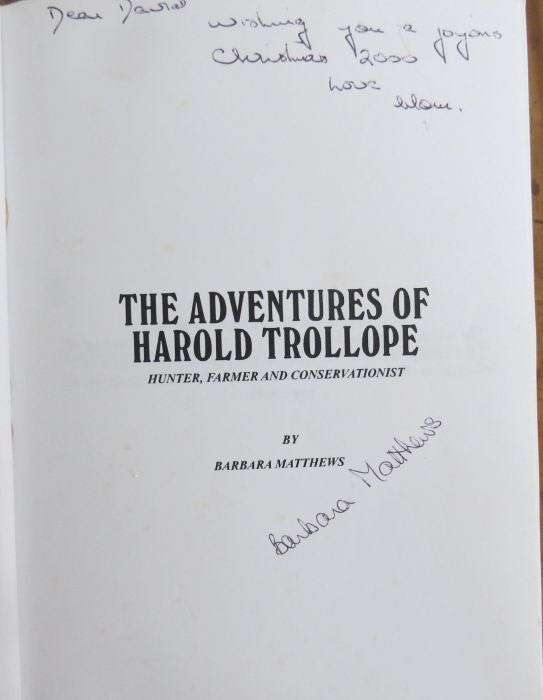 Dear
Wishing you a joyous
Christmas 2000
Love
THE ADVENTURES OF
HAROLD TROLLOPE
HUNTER, FARMER AND CONSERVATIONIST
BY
BARBARA MATTHEWS
Barbara Matthews